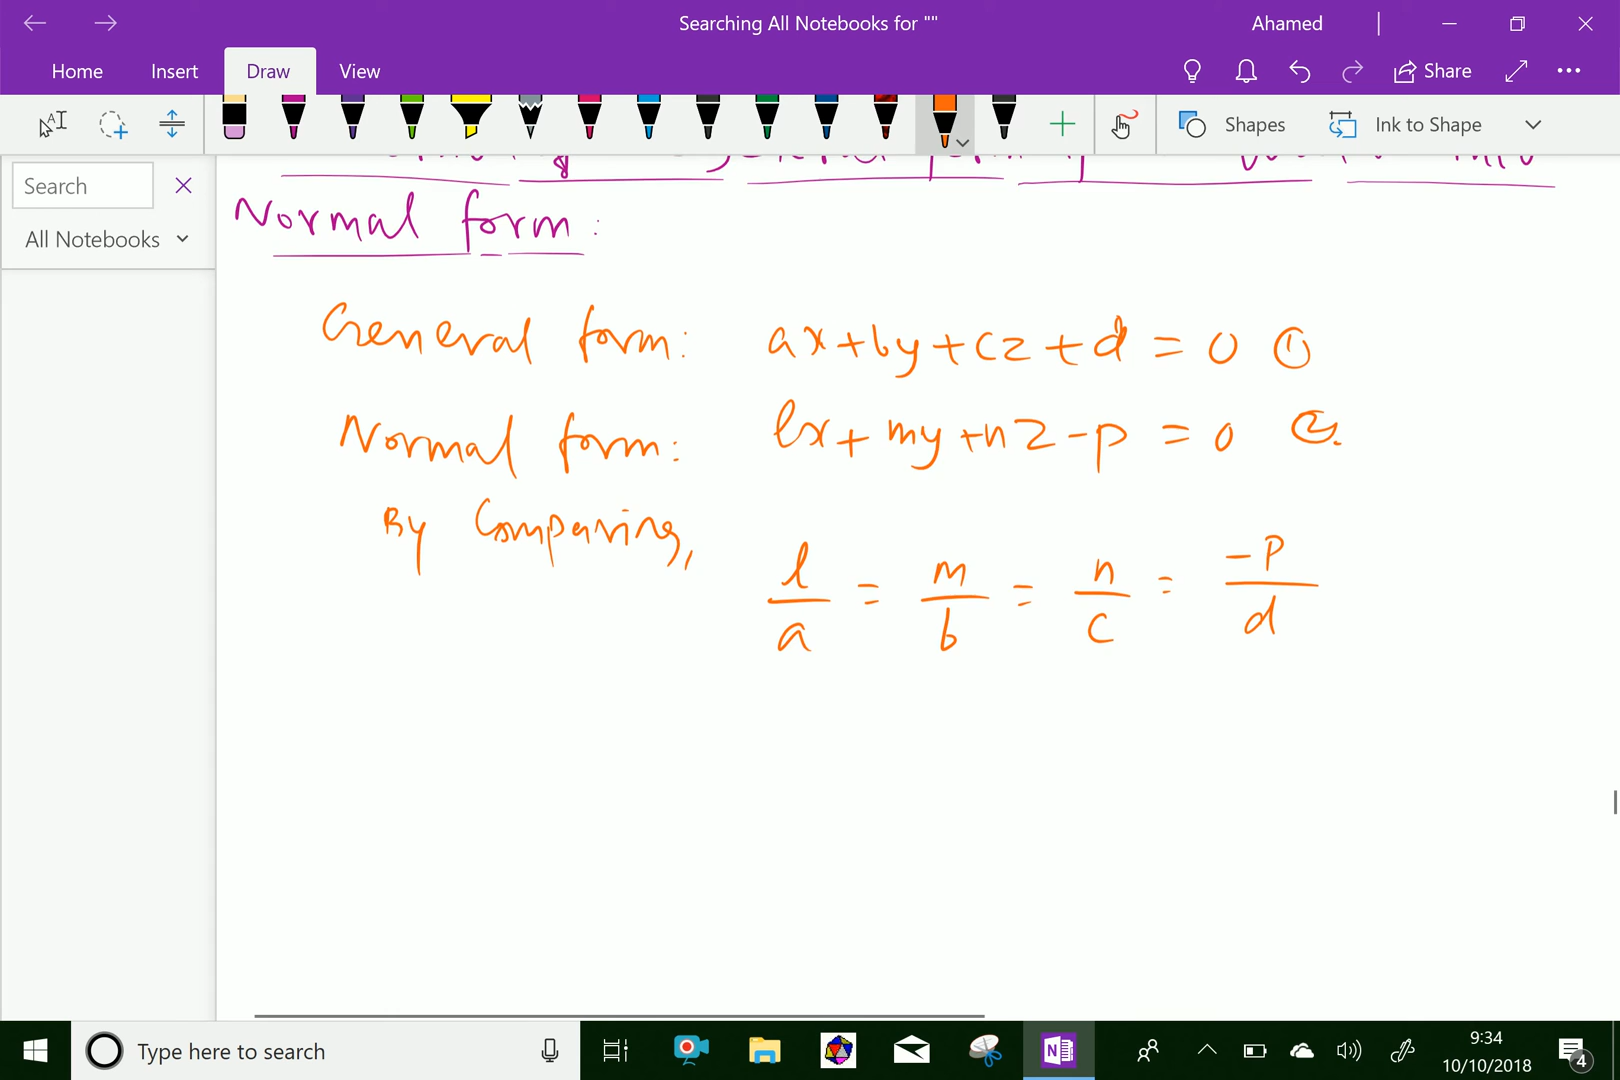 Searching All Notebooks for ""
Ahamed
Home Insert Draw View
Share
Shapes
Ink to Shape
Search
All Notebooks
Normal form:
General form: ax+by+cz+d = 0 ①
Normal form: lx+my+nz-p = 0 ②.
By Comparing,
l/a = m/b = n/c = -p/d
Type here to search
9:34
10/10/2018
4